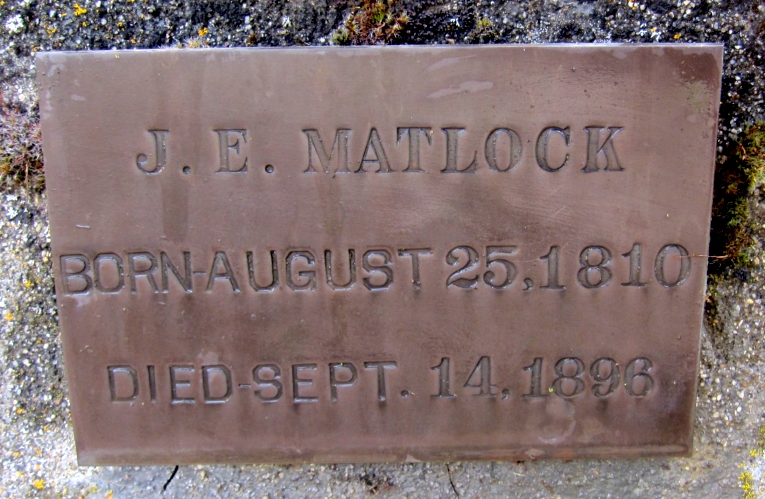 J. E. MATLOCK
BORN-AUGUST 25, 1810
DIED-SEPT. 14, 1896